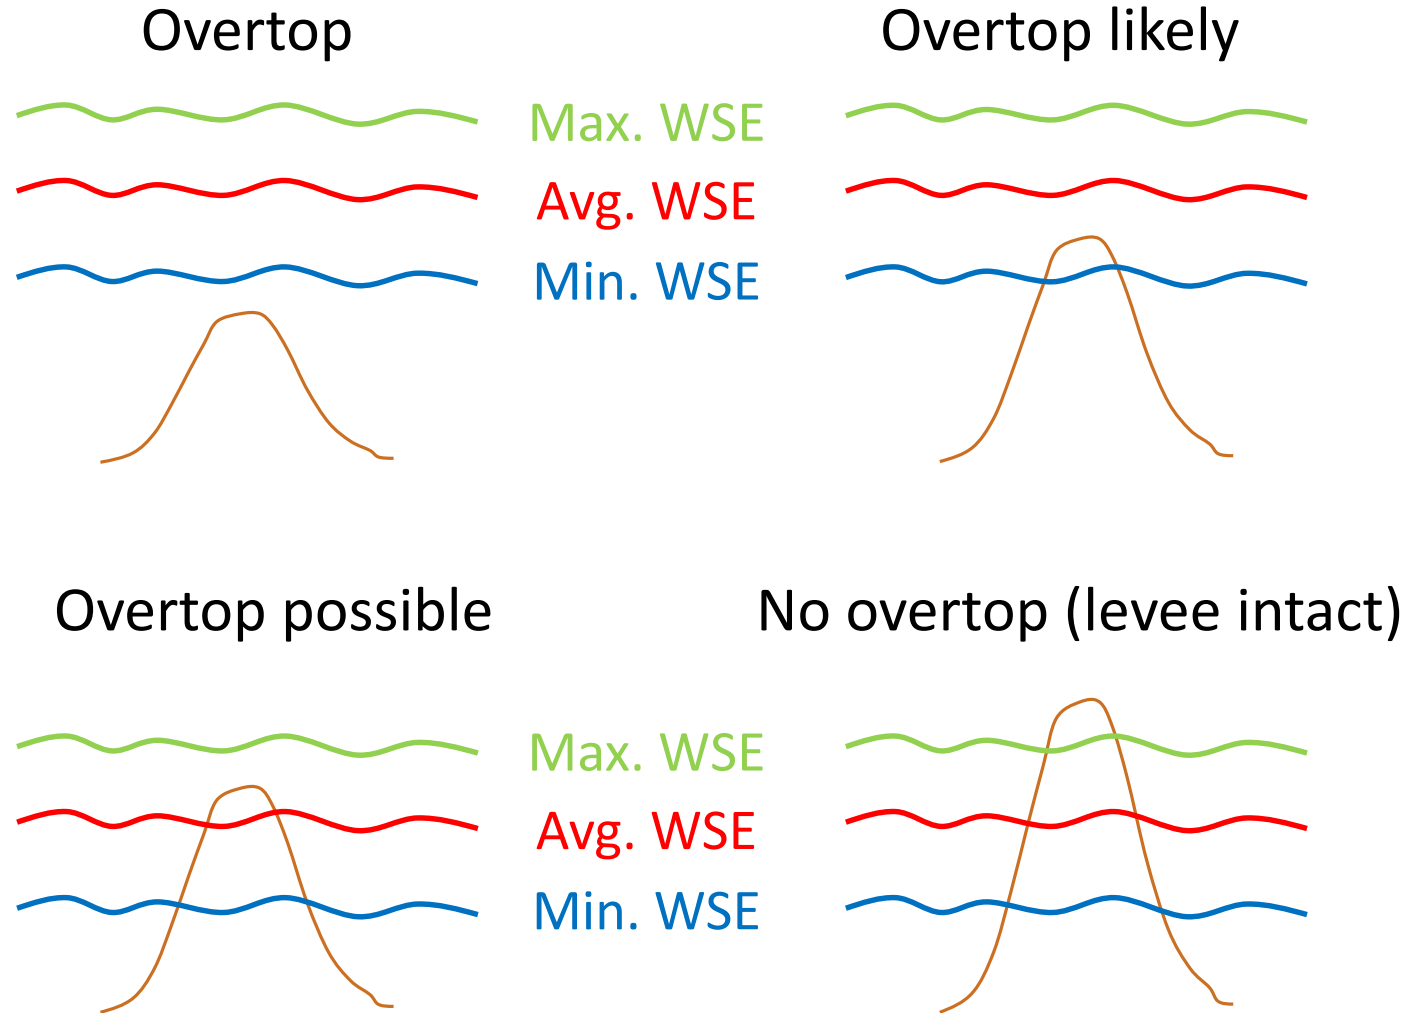 Overtop
Overtop likely
Max. WSE
Avg. WSE
Min. WSE
Overtop possible
No overtop (levee intact)
Max. WSE
Avg. WSE
Min. WSE